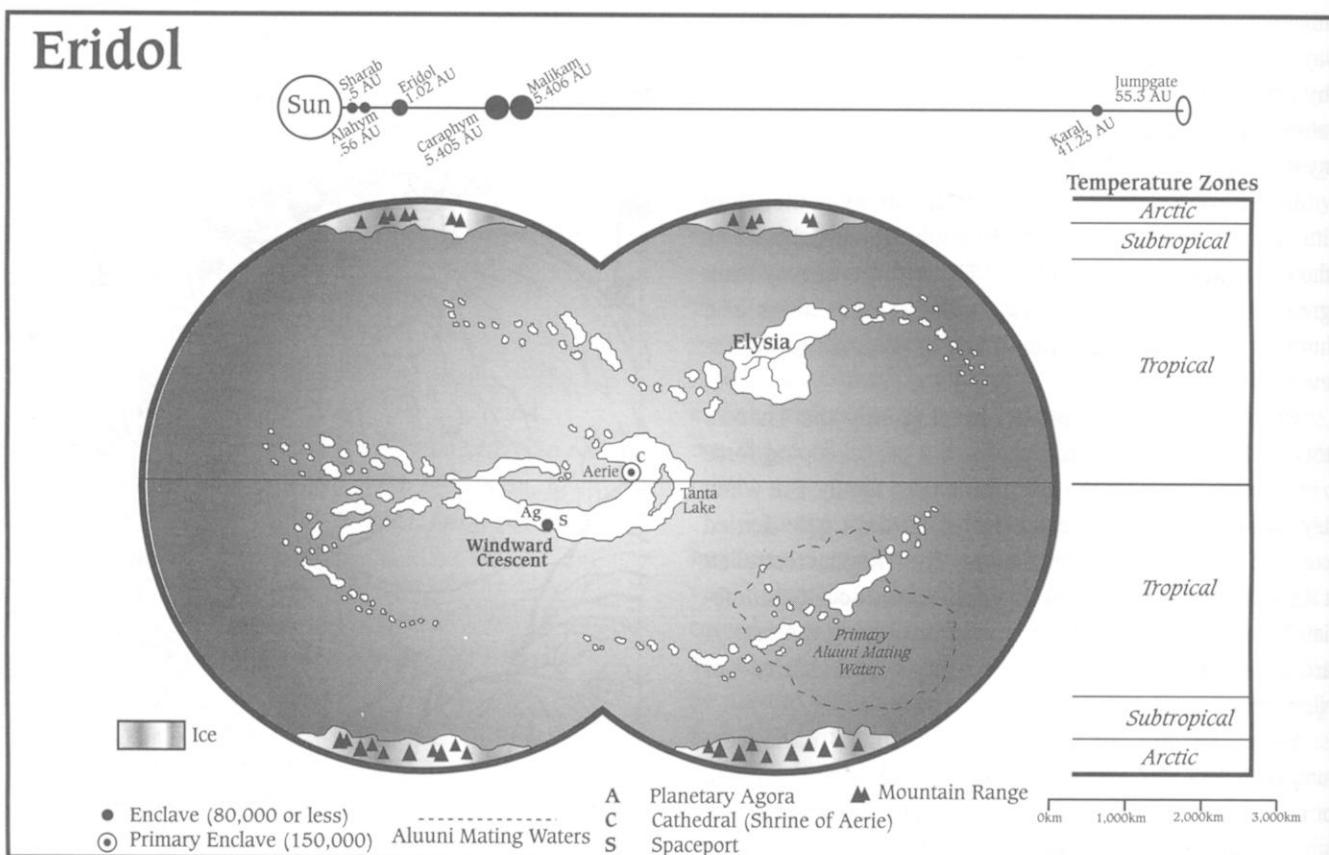 Eridol
Sun
Sharab
.5 AU
Alahym
.56 AU
Eridol
1.02 AU
Caraphym
5.405 AU
Malikam
5.406 AU
Karal
41.23 AU
Jumpgate
55.3 AU
Temperature Zones
Arctic
Subtropical
Tropical
Tropical
Subtropical
Arctic
Elysia
C
Aerie
Tanta
Lake
Ag
S
Windward
Crescent
Primary
Aluuni Mating
Waters
Ice
Enclave (80,000 or less)
Primary Enclave (150,000)
Aluuni Mating Waters
A Planetary Agora
C Cathedral (Shrine of Aerie)
S Spaceport
Mountain Range
0km 1,000km 2,000km 3,000km